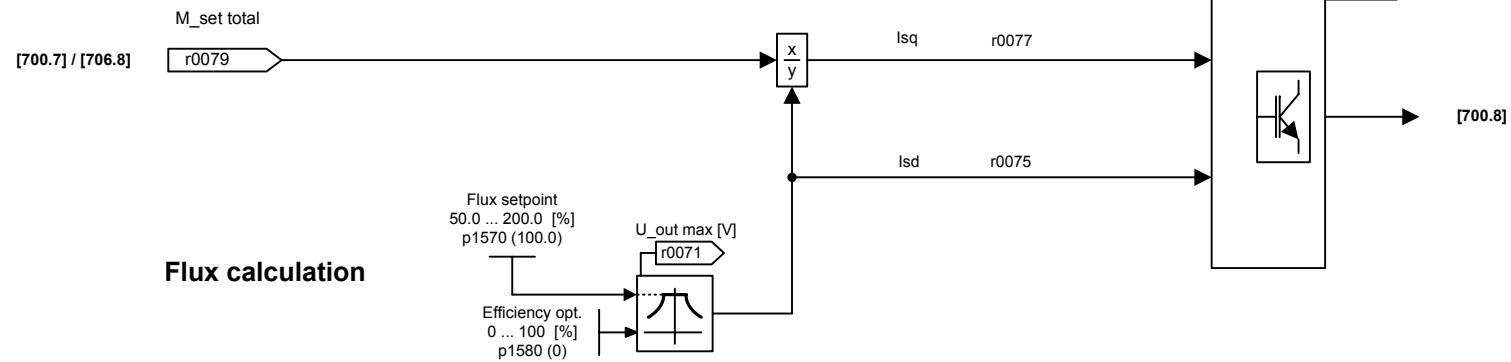 M_set total
[700.7] / [706.8]
r0079
x
y
Isq
r0077
[700.8]
Isd
r0075
Flux setpoint
50.0 ... 200.0 [%]
p1570 (100.0)
U_out max [V]
r0071
Flux calculation
Efficiency opt.
0 ... 100 [%]
p1580 (0)